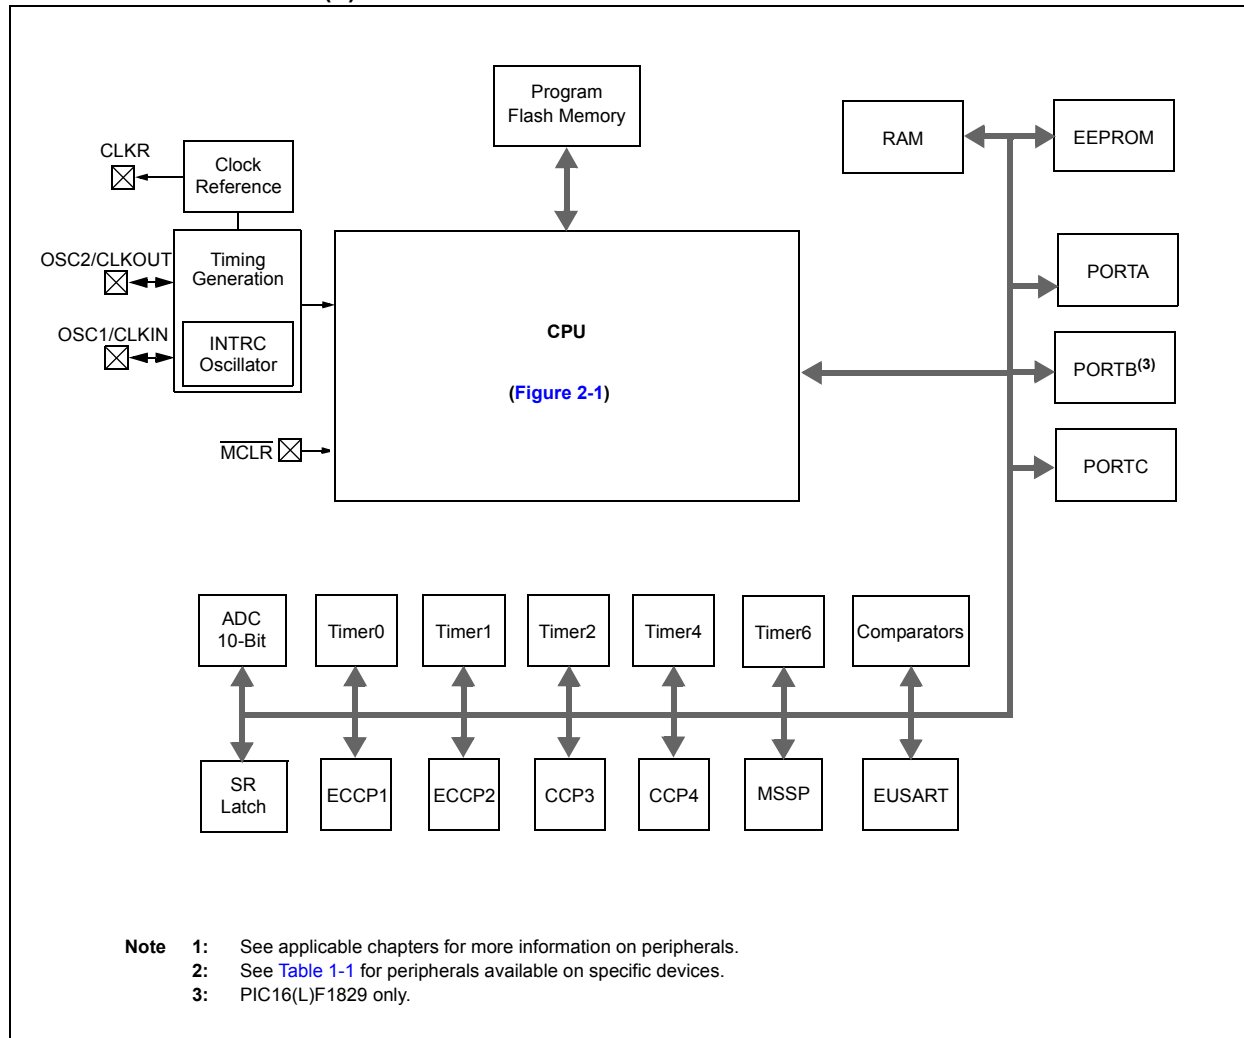 Program
Flash Memory
RAM
EEPROM
CLKR
Clock
Reference
OSC2/CLKOUT
Timing
Generation
PORTA
OSC1/CLKIN
INTRC
Oscillator
CPU
(Figure 2-1)
PORTB(3)
MCLR
PORTC
ADC
10-Bit
Timer0
Timer1
Timer2
Timer4
Timer6
Comparators
SR
Latch
ECCP1
ECCP2
CCP3
CCP4
MSSP
EUSART
Note 1: See applicable chapters for more information on peripherals.
2: See Table 1-1 for peripherals available on specific devices.
3: PIC16(L)F1829 only.